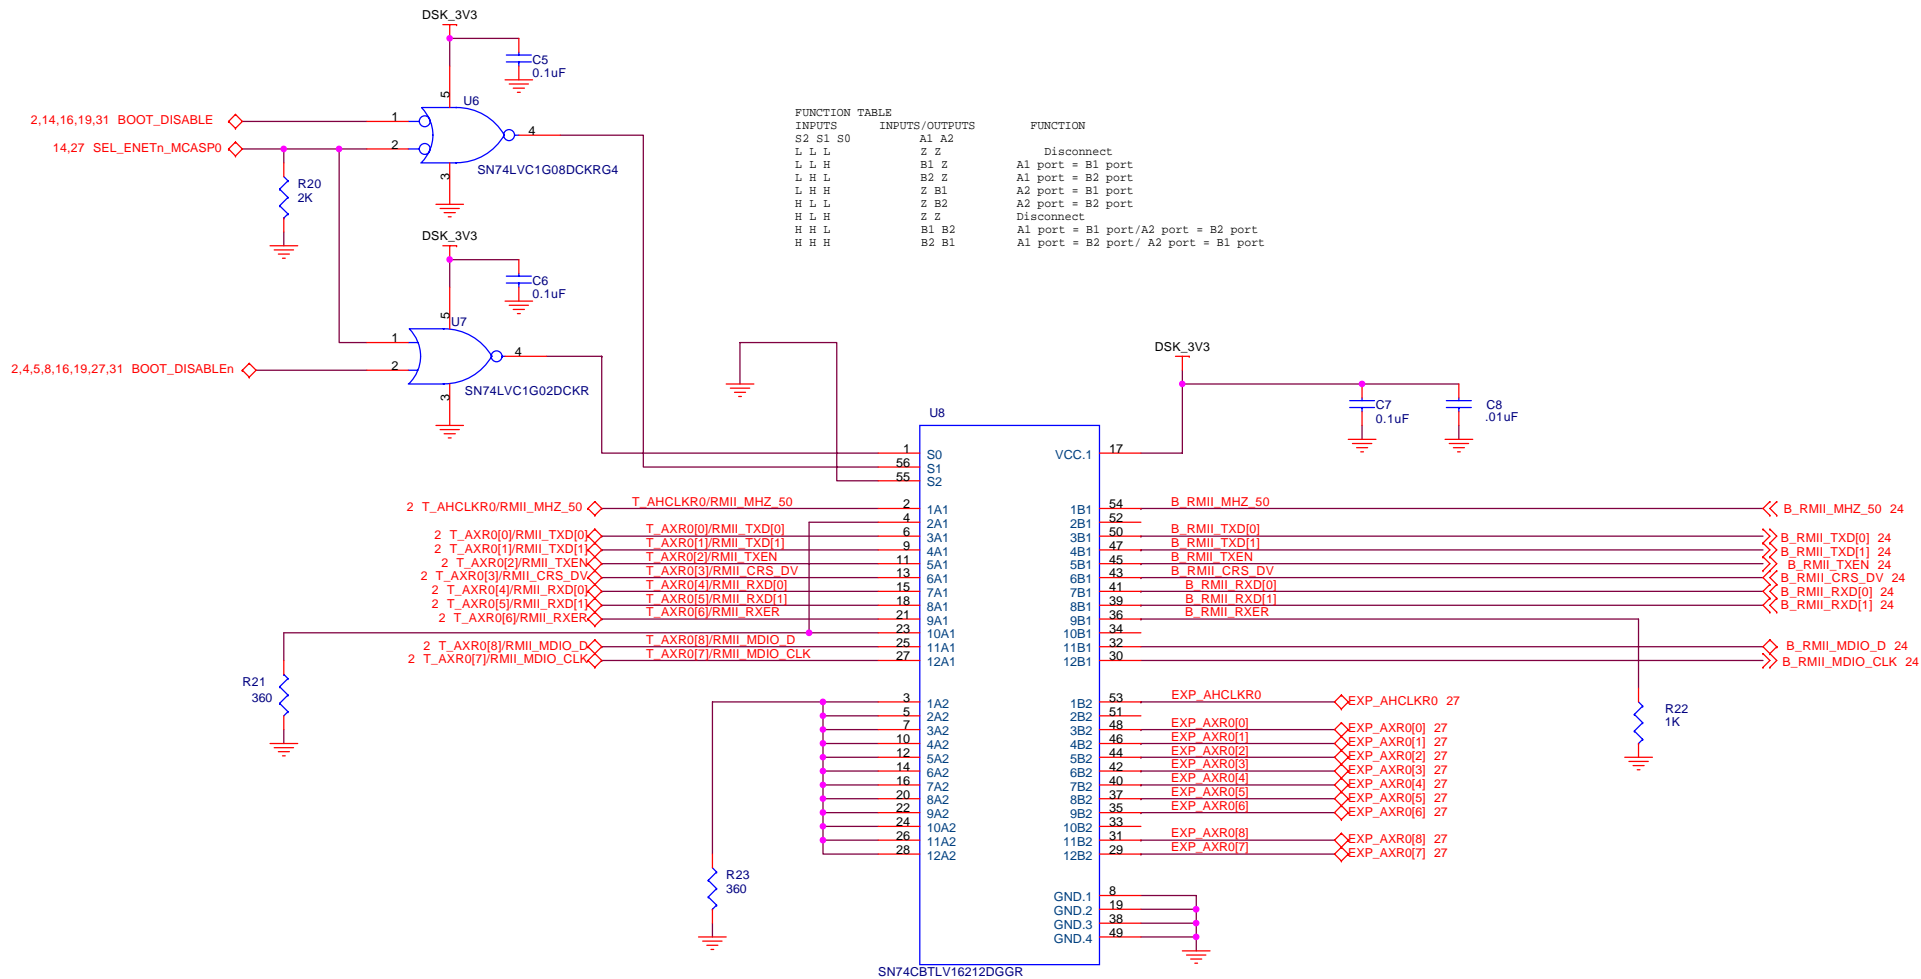 DSK_3V3
C5
0.1uF
5
U6
2,14,16,19,31 BOOT_DISABLE
1
4
14,27 SEL_ENETn_MCASP0
2
SN74LVC1G08DCKRG4
3
R20
2K
FUNCTION TABLE
INPUTS INPUTS/OUTPUTS FUNCTION
S2 S1 S0 A1 A2
L L L Z Z Disconnect
L L H B1 Z A1 port = B1 port
L H L B2 Z A1 port = B2 port
L H H Z B1 A2 port = B1 port
H L L Z B2 A2 port = B2 port
H L H Z Z Disconnect
H H L B1 B2 A1 port = B1 port/A2 port = B2 port
H H H B2 B1 A1 port = B2 port/ A2 port = B1 port
DSK_3V3
C6
0.1uF
5
U7
1
4
2,4,5,8,16,19,27,31 BOOT_DISABLEn
2
SN74LVC1G02DCKR
3
DSK_3V3
C7
0.1uF
C8
.01uF
U8
1 S0 VCC.1 17
56 S1
55 S2
2 T_AHCLKR0/RMII_MHZ_50 T_AHCLKR0/RMII_MHZ_50 2 1A1 1B1 54 B_RMII_MHZ_50 B_RMII_MHZ_50 24
4 2A1 2B1 52
2 T_AXR0[0]/RMII_TXD[0] T_AXR0[0]/RMII_TXD[0] 6 3A1 3B1 50 B_RMII_TXD[0] B_RMII_TXD[0] 24
2 T_AXR0[1]/RMII_TXD[1] T_AXR0[1]/RMII_TXD[1] 9 4A1 4B1 47 B_RMII_TXD[1] B_RMII_TXD[1] 24
2 T_AXR0[2]/RMII_TXEN T_AXR0[2]/RMII_TXEN 11 5A1 5B1 45 B_RMII_TXEN B_RMII_TXEN 24
2 T_AXR0[3]/RMII_CRS_DV T_AXR0[3]/RMII_CRS_DV 13 6A1 6B1 43 B_RMII_CRS_DV B_RMII_CRS_DV 24
2 T_AXR0[4]/RMII_RXD[0] T_AXR0[4]/RMII_RXD[0] 15 7A1 7B1 41 B_RMII_RXD[0] B_RMII_RXD[0] 24
2 T_AXR0[5]/RMII_RXD[1] T_AXR0[5]/RMII_RXD[1] 18 8A1 8B1 39 B_RMII_RXD[1] B_RMII_RXD[1] 24
2 T_AXR0[6]/RMII_RXER T_AXR0[6]/RMII_RXER 21 9A1 9B1 36 B_RMII_RXER
23 10A1 10B1 34
2 T_AXR0[8]/RMII_MDIO_D T_AXR0[8]/RMII_MDIO_D 25 11A1 11B1 32 B_RMII_MDIO_D 24
2 T_AXR0[7]/RMII_MDIO_CLK T_AXR0[7]/RMII_MDIO_CLK 27 12A1 12B1 30 B_RMII_MDIO_CLK 24
R21
360
R22
1K
3 1A2 1B2 53 EXP_AHCLKR0 EXP_AHCLKR0 27
5 2A2 2B2 51
7 3A2 3B2 48 EXP_AXR0[0] EXP_AXR0[0] 27
10 4A2 4B2 46 EXP_AXR0[1] EXP_AXR0[1] 27
12 5A2 5B2 44 EXP_AXR0[2] EXP_AXR0[2] 27
14 6A2 6B2 42 EXP_AXR0[3] EXP_AXR0[3] 27
16 7A2 7B2 40 EXP_AXR0[4] EXP_AXR0[4] 27
20 8A2 8B2 37 EXP_AXR0[5] EXP_AXR0[5] 27
22 9A2 9B2 35 EXP_AXR0[6] EXP_AXR0[6] 27
24 10A2 10B2 33
26 11A2 11B2 31 EXP_AXR0[8] EXP_AXR0[8] 27
28 12A2 12B2 29 EXP_AXR0[7] EXP_AXR0[7] 27
R23
360
GND.1 8
GND.2 19
GND.3 38
GND.4 49
SN74CBTLV16212DGGR